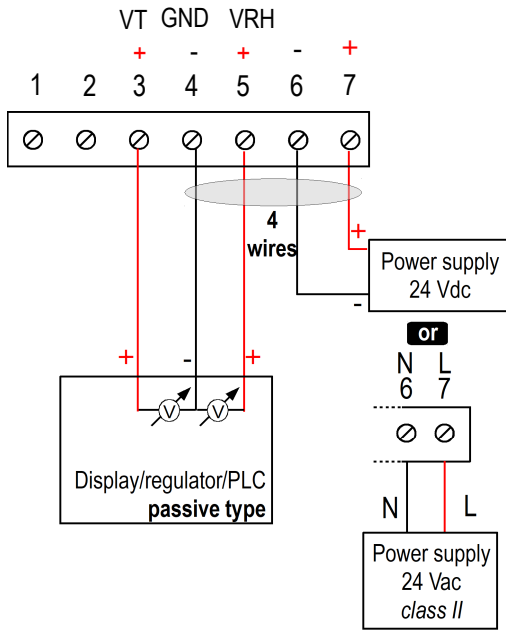 VT GND VRH
+ - + - +
1 2 3 4 5 6 7
4
wires
+
Power supply
24 Vdc
-
or
+ - +
N L
6 7
V V
Display/regulator/PLC
passive type
N L
Power supply
24 Vac
class II